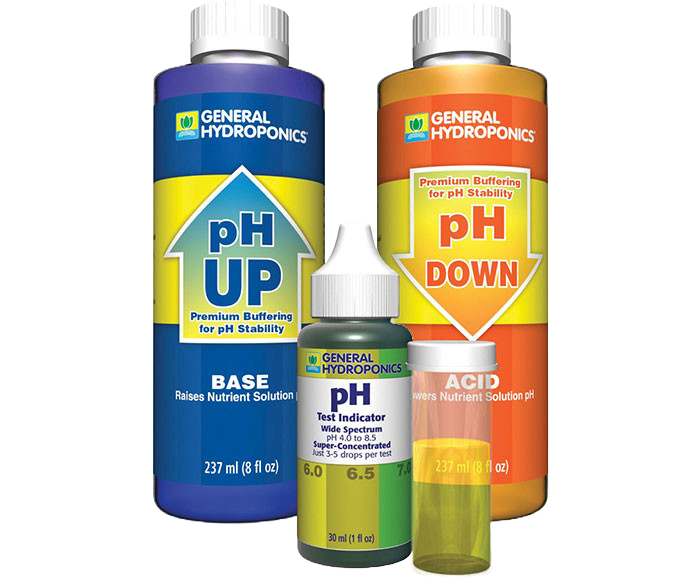 GENERAL
HYDROPONICS
pH
UP
Premium Buffering
for pH Stability
BASE
Raises Nutrient Solution
237 ml (8 fl oz)
GENERAL
HYDROPONICS
Premium Buffering
for pH Stability
pH
DOWN
ACID
Nutrient Solution pH
237 ml (8 fl oz)
GENERAL
HYDROPONICS
pH
Test Indicator
Wide Spectrum
pH 4.0 to 8.5
Super-Concentrated
Just 3-5 drops per test
6.0 6.5 7.0
30 ml (1 fl oz)